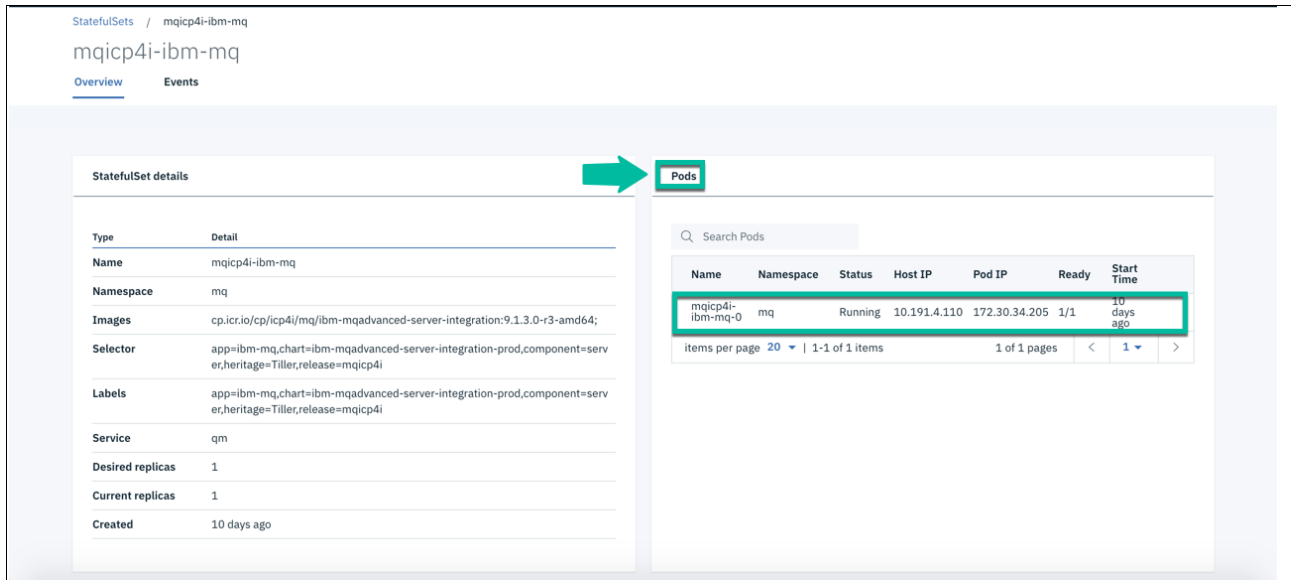 StatefulSets / mqicp4i-ibm-mq
mqicp4i-ibm-mq
Overview Events
StatefulSet details
Type Detail
Name mqicp4i-ibm-mq
Namespace mq
Images cp.icr.io/cp/icp4i/mq/ibm-mqadvanced-server-integration:9.1.3.0-r3-amd64;
Selector app=ibm-mq,chart=ibm-mqadvanced-server-integration-prod,component=serv
er,heritage=Tiller,release=mqicp4i
Labels app=ibm-mq,chart=ibm-mqadvanced-server-integration-prod,component=serv
er,heritage=Tiller,release=mqicp4i
Service qm
Desired replicas 1
Current replicas 1
Created 10 days ago
Pods
Search Pods
Name Namespace Status Host IP Pod IP Ready Start
Time
mqicp4i-
ibm-mq-0 mq Running 10.191.4.110 172.30.34.205 1/1 10
days
ago
items per page 20 | 1-1 of 1 items 1 of 1 pages < 1 >